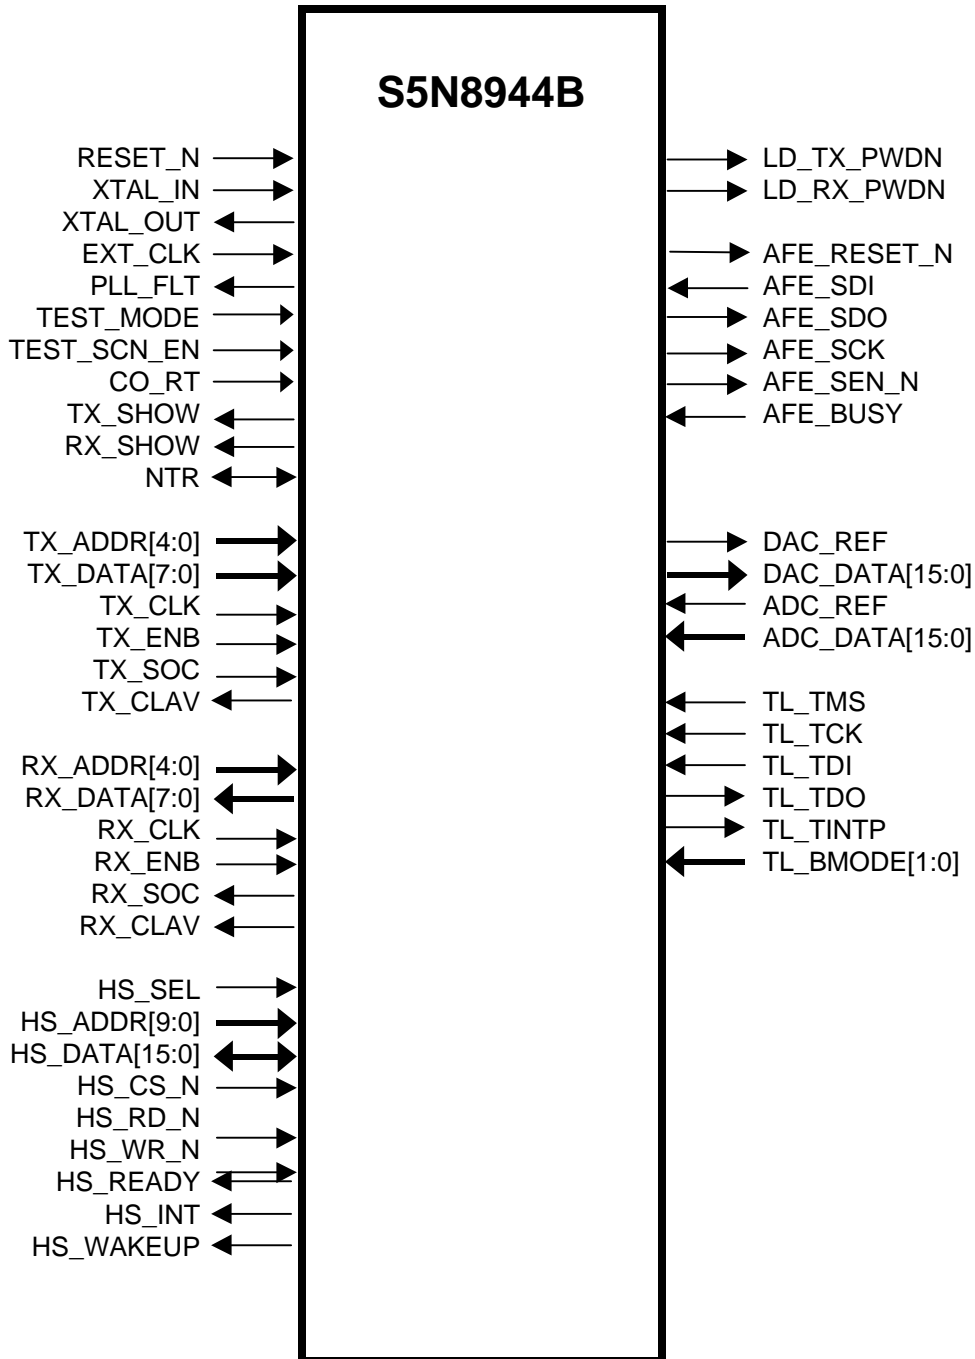 S5N8944B
RESET_N
XTAL_IN
XTAL_OUT
EXT_CLK
PLL_FLT
TEST_MODE
TEST_SCN_EN
CO_RT
TX_SHOW
RX_SHOW
NTR
TX_ADDR[4:0]
TX_DATA[7:0]
TX_CLK
TX_ENB
TX_SOC
TX_CLAV
RX_ADDR[4:0]
RX_DATA[7:0]
RX_CLK
RX_ENB
RX_SOC
RX_CLAV
HS_SEL
HS_ADDR[9:0]
HS_DATA[15:0]
HS_CS_N
HS_RD_N
HS_WR_N
HS_READY
HS_INT
HS_WAKEUP
LD_TX_PWDN
LD_RX_PWDN
AFE_RESET_N
AFE_SDI
AFE_SDO
AFE_SCK
AFE_SEN_N
AFE_BUSY
DAC_REF
DAC_DATA[15:0]
ADC_REF
ADC_DATA[15:0]
TL_TMS
TL_TCK
TL_TDI
TL_TDO
TL_TINTP
TL_BMODE[1:0]